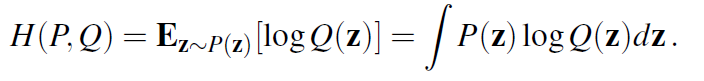 H(P,Q) = E_{z∼P(z)}[log Q(z)] = ∫ P(z) log Q(z)dz.